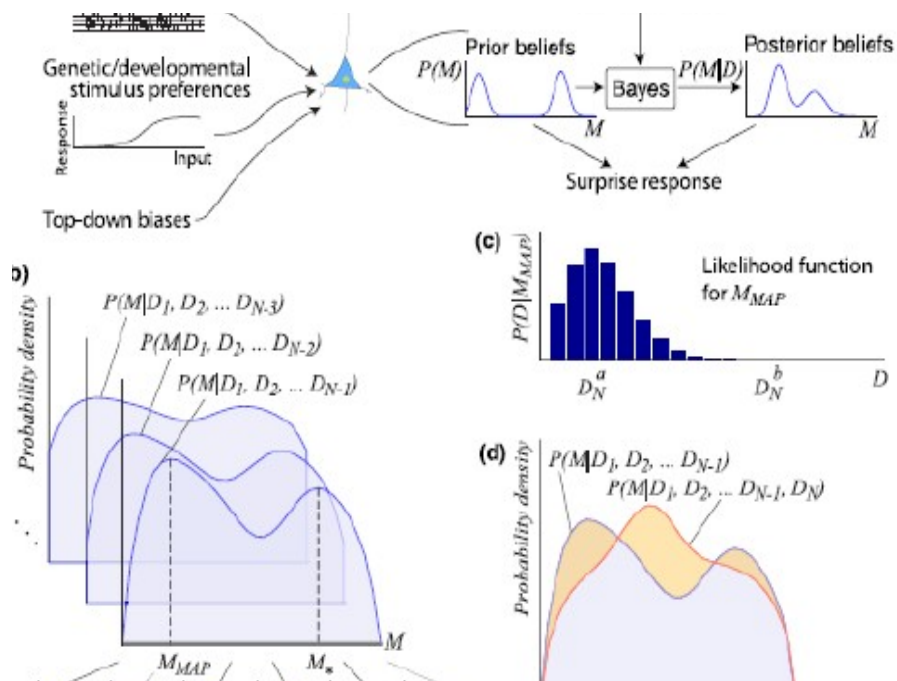 Genetic/developmental
stimulus preferences
Response
Input
Top-down biases
Prior beliefs
P(M)
M
Bayes
P(M|D)
Posterior beliefs
M
Surprise response
b)
Probability density
P(M|D1, D2, ... DN-3)
P(M|D1, D2, ... DN-2)
P(M|D1, D2, ... DN-1)
M
MMAP
M*
(c)
P(D|MMAP)
Likelihood function
for MMAP
DNa
DNb
D
(d)
Probability density
P(M|D1, D2, ... DN-1)
P(M|D1, D2, ... DN-1, DN)